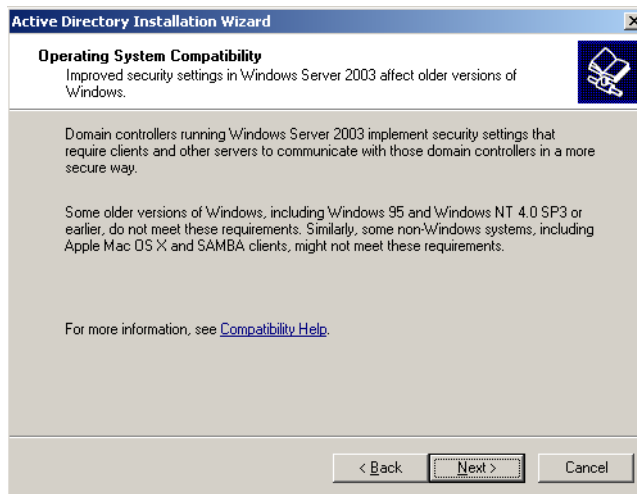 Active Directory Installation Wizard
Operating System Compatibility
Improved security settings in Windows Server 2003 affect older versions of
Windows.
Domain controllers running Windows Server 2003 implement security settings that
require clients and other servers to communicate with those domain controllers in a more
secure way.
Some older versions of Windows, including Windows 95 and Windows NT 4.0 SP3 or
earlier, do not meet these requirements. Similarly, some non-Windows systems, including
Apple Mac OS X and SAMBA clients, might not meet these requirements.
For more information, see Compatibility Help.
< Back Next > Cancel